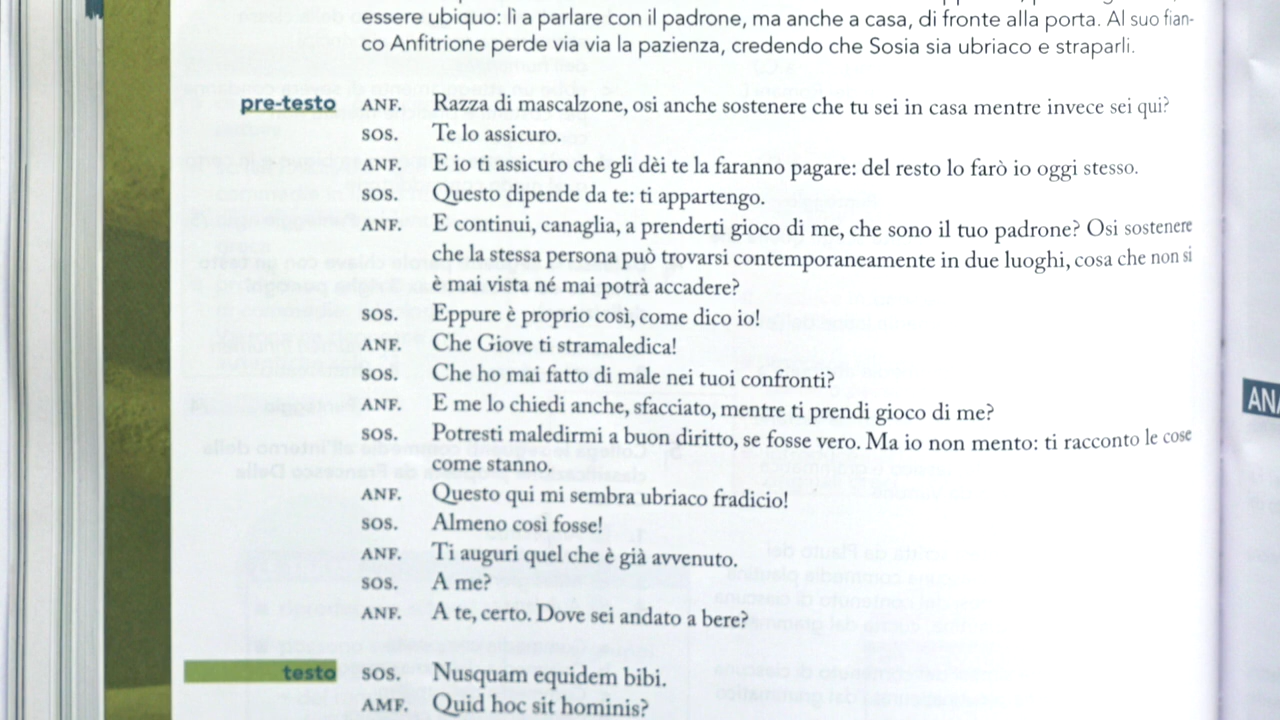 essere ubiquo: lì a parlare con il padrone, ma anche a casa, di fronte alla porta. Al suo fian-
co Anfitrione perde via via la pazienza, credendo che Sosia sia ubriaco e straparli.
pre-testo ANF. Razza di mascalzone, osi anche sostenere che tu sei in casa mentre invece sei qui?
SOS. Te lo assicuro.
ANF. E io ti assicuro che gli dèi te la faranno pagare: del resto lo farò io oggi stesso.
SOS. Questo dipende da te: ti appartengo.
ANF. E continui, canaglia, a prenderti gioco di me, che sono il tuo padrone? Osi sostenere
che la stessa persona può trovarsi contemporaneamente in due luoghi, cosa che non si
è mai vista né mai potrà accadere?
SOS. Eppure è proprio così, come dico io!
ANF. Che Giove ti stramaledica!
SOS. Che ho mai fatto di male nei tuoi confronti?
ANF. E me lo chiedi anche, sfacciato, mentre ti prendi gioco di me?
SOS. Potresti maledirmi a buon diritto, se fosse vero. Ma io non mento: ti racconto le cose
come stanno.
ANF. Questo qui mi sembra ubriaco fradicio!
SOS. Almeno così fosse!
ANF. Ti auguri quel che è già avvenuto.
SOS. A me?
ANF. A te, certo. Dove sei andato a bere?
testo SOS. Nusquam equidem bibi.
AMF. Quid hoc sit hominis?